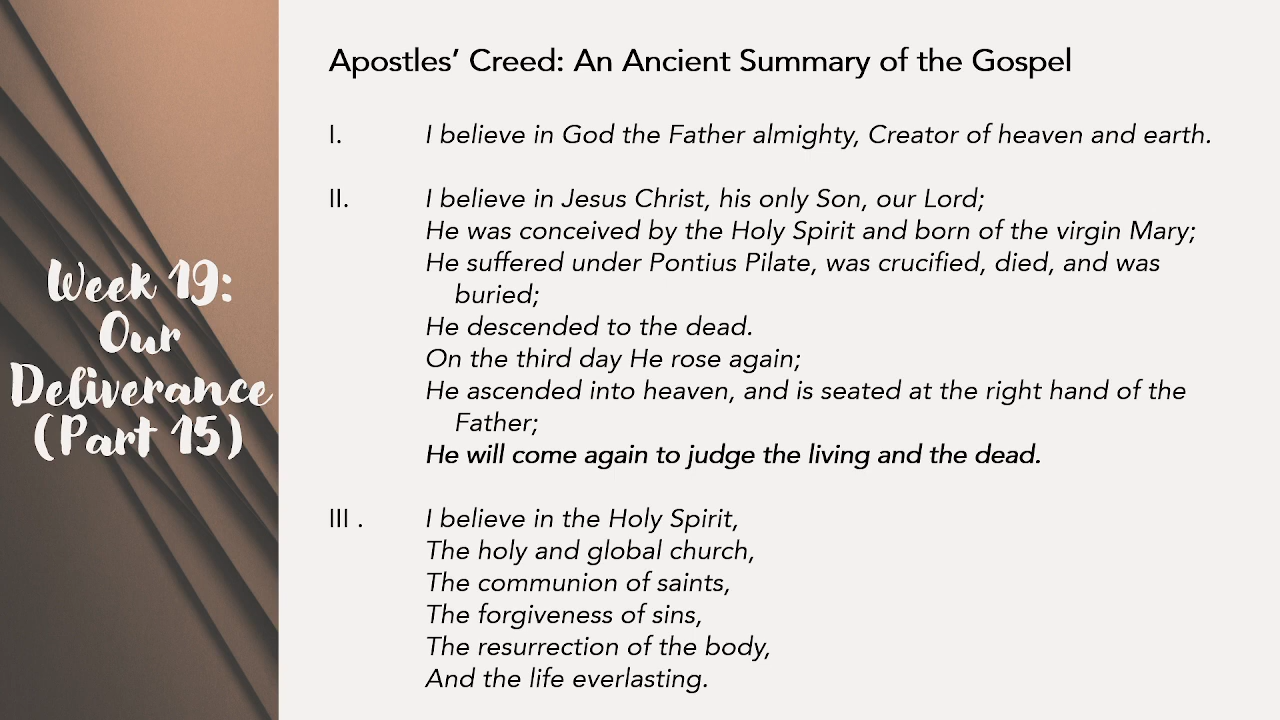 Week 19:
Our
Deliverance
(Part 15)
Apostles’ Creed: An Ancient Summary of the Gospel
I. I believe in God the Father almighty, Creator of heaven and earth.
II. I believe in Jesus Christ, his only Son, our Lord;
He was conceived by the Holy Spirit and born of the virgin Mary;
He suffered under Pontius Pilate, was crucified, died, and was
buried;
He descended to the dead.
On the third day He rose again;
He ascended into heaven, and is seated at the right hand of the
Father;
He will come again to judge the living and the dead.
III . I believe in the Holy Spirit,
The holy and global church,
The communion of saints,
The forgiveness of sins,
The resurrection of the body,
And the life everlasting.